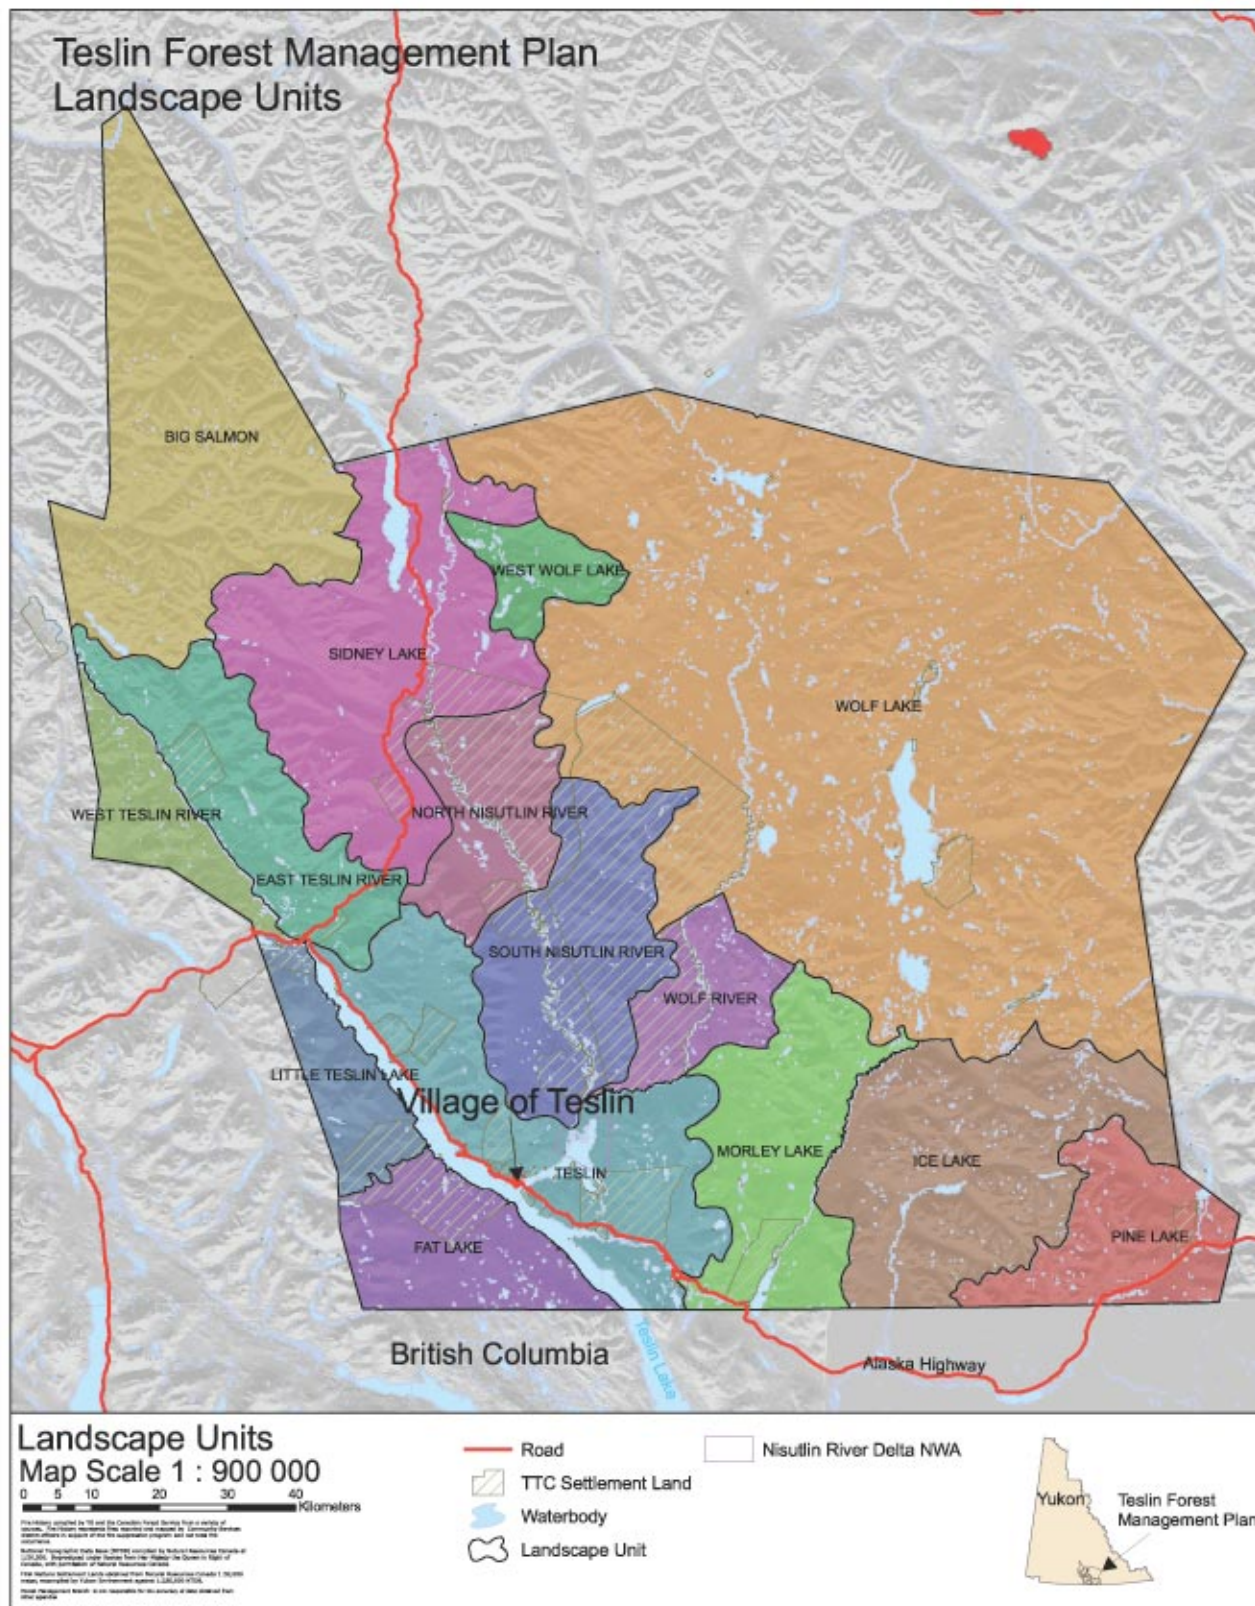 Teslin Forest Management Plan
Landscape Units
BIG SALMON
WEST WOLF LAKE
SIDNEY LAKE
WOLF LAKE
WEST TESLIN RIVER
NORTH NISUTLIN RIVER
EAST TESLIN RIVER
SOUTH NISUTLIN RIVER
WOLF RIVER
LITTLE TESLIN LAKE
Village of Teslin
MORLEY LAKE
ICE LAKE
TESLIN
FAT LAKE
PINE LAKE
British Columbia
Teslin Lake
Alaska Highway
Landscape Units
Map Scale 1 : 900 000
0 5 10 20 30 40
Kilometers
Road
TTC Settlement Land
Waterbody
Landscape Unit
Nisutlin River Delta NWA
Yukon
Teslin Forest
Management Plan